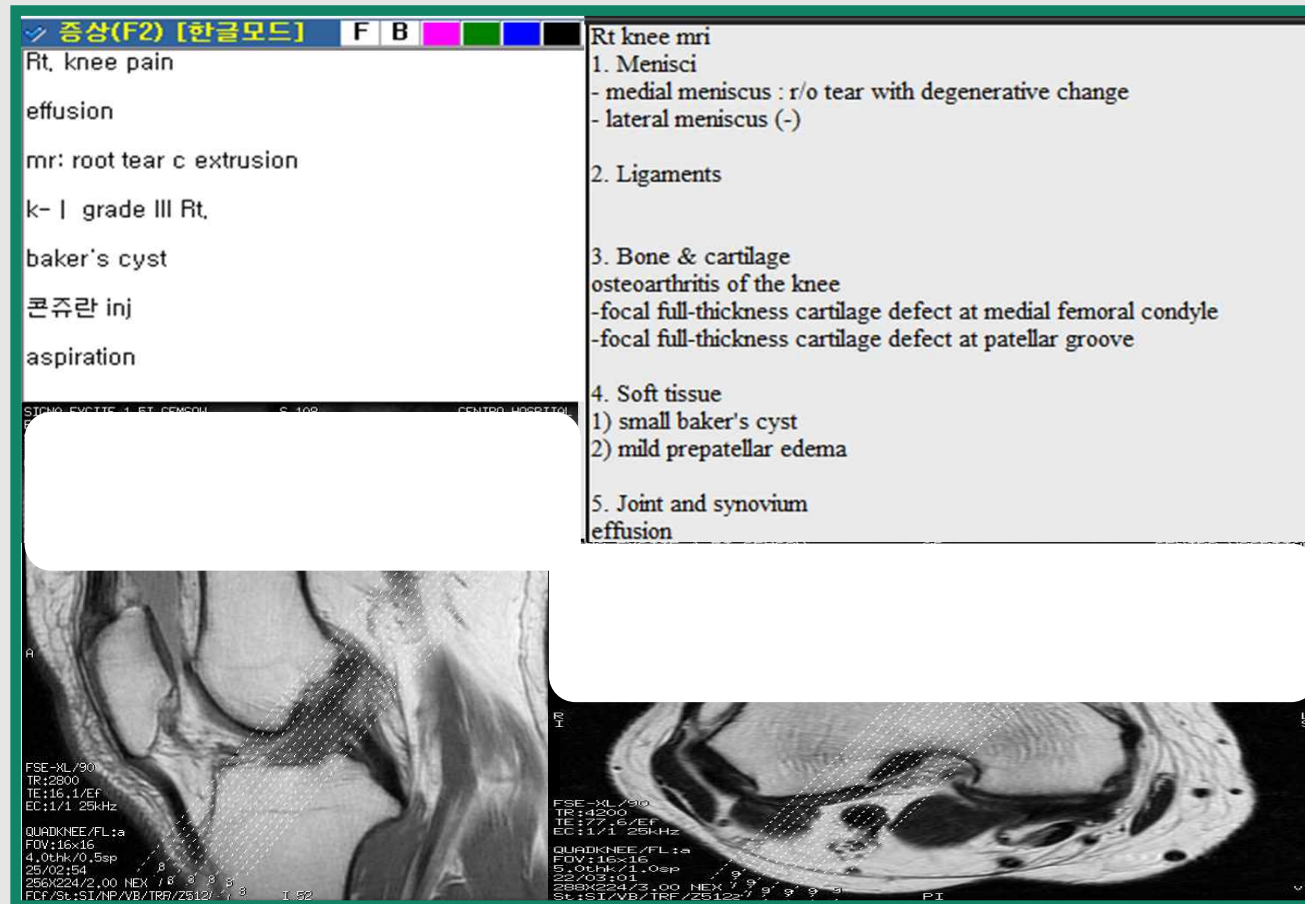 증상(F2) [한글모드] F B
Rt. knee pain
effusion
mr: root tear c extrusion
k-ㅣ grade III Rt.
baker's cyst
콘쥬란 inj
aspiration
Rt knee mri
1. Menisci
- medial meniscus : r/o tear with degenerative change
- lateral meniscus (-)
2. Ligaments
3. Bone & cartilage
osteoarthritis of the knee
-focal full-thickness cartilage defect at medial femoral condyle
-focal full-thickness cartilage defect at patellar groove
4. Soft tissue
1) small baker's cyst
2) mild prepatellar edema
5. Joint and synovium
effusion
A
FSE-XL/90
TR:2800
TE:16.1/Ef
EC:1/1 25kHz
QUADKNEE/FL:a
FOV:16x16
4.0thk/0.5sp
25/02:54
256X224/2.00 NEX
I 52
R
I
FSE-XL/90
TR:4200
TE:77.6/Ef
EC:1/1 25kHz
QUADKNEE/FL:a
FOV:16x16
5.0thk/1.0sp
22/03:01
288X224/3.00 NEX
St:SI/VB/TRF/Z512
PI